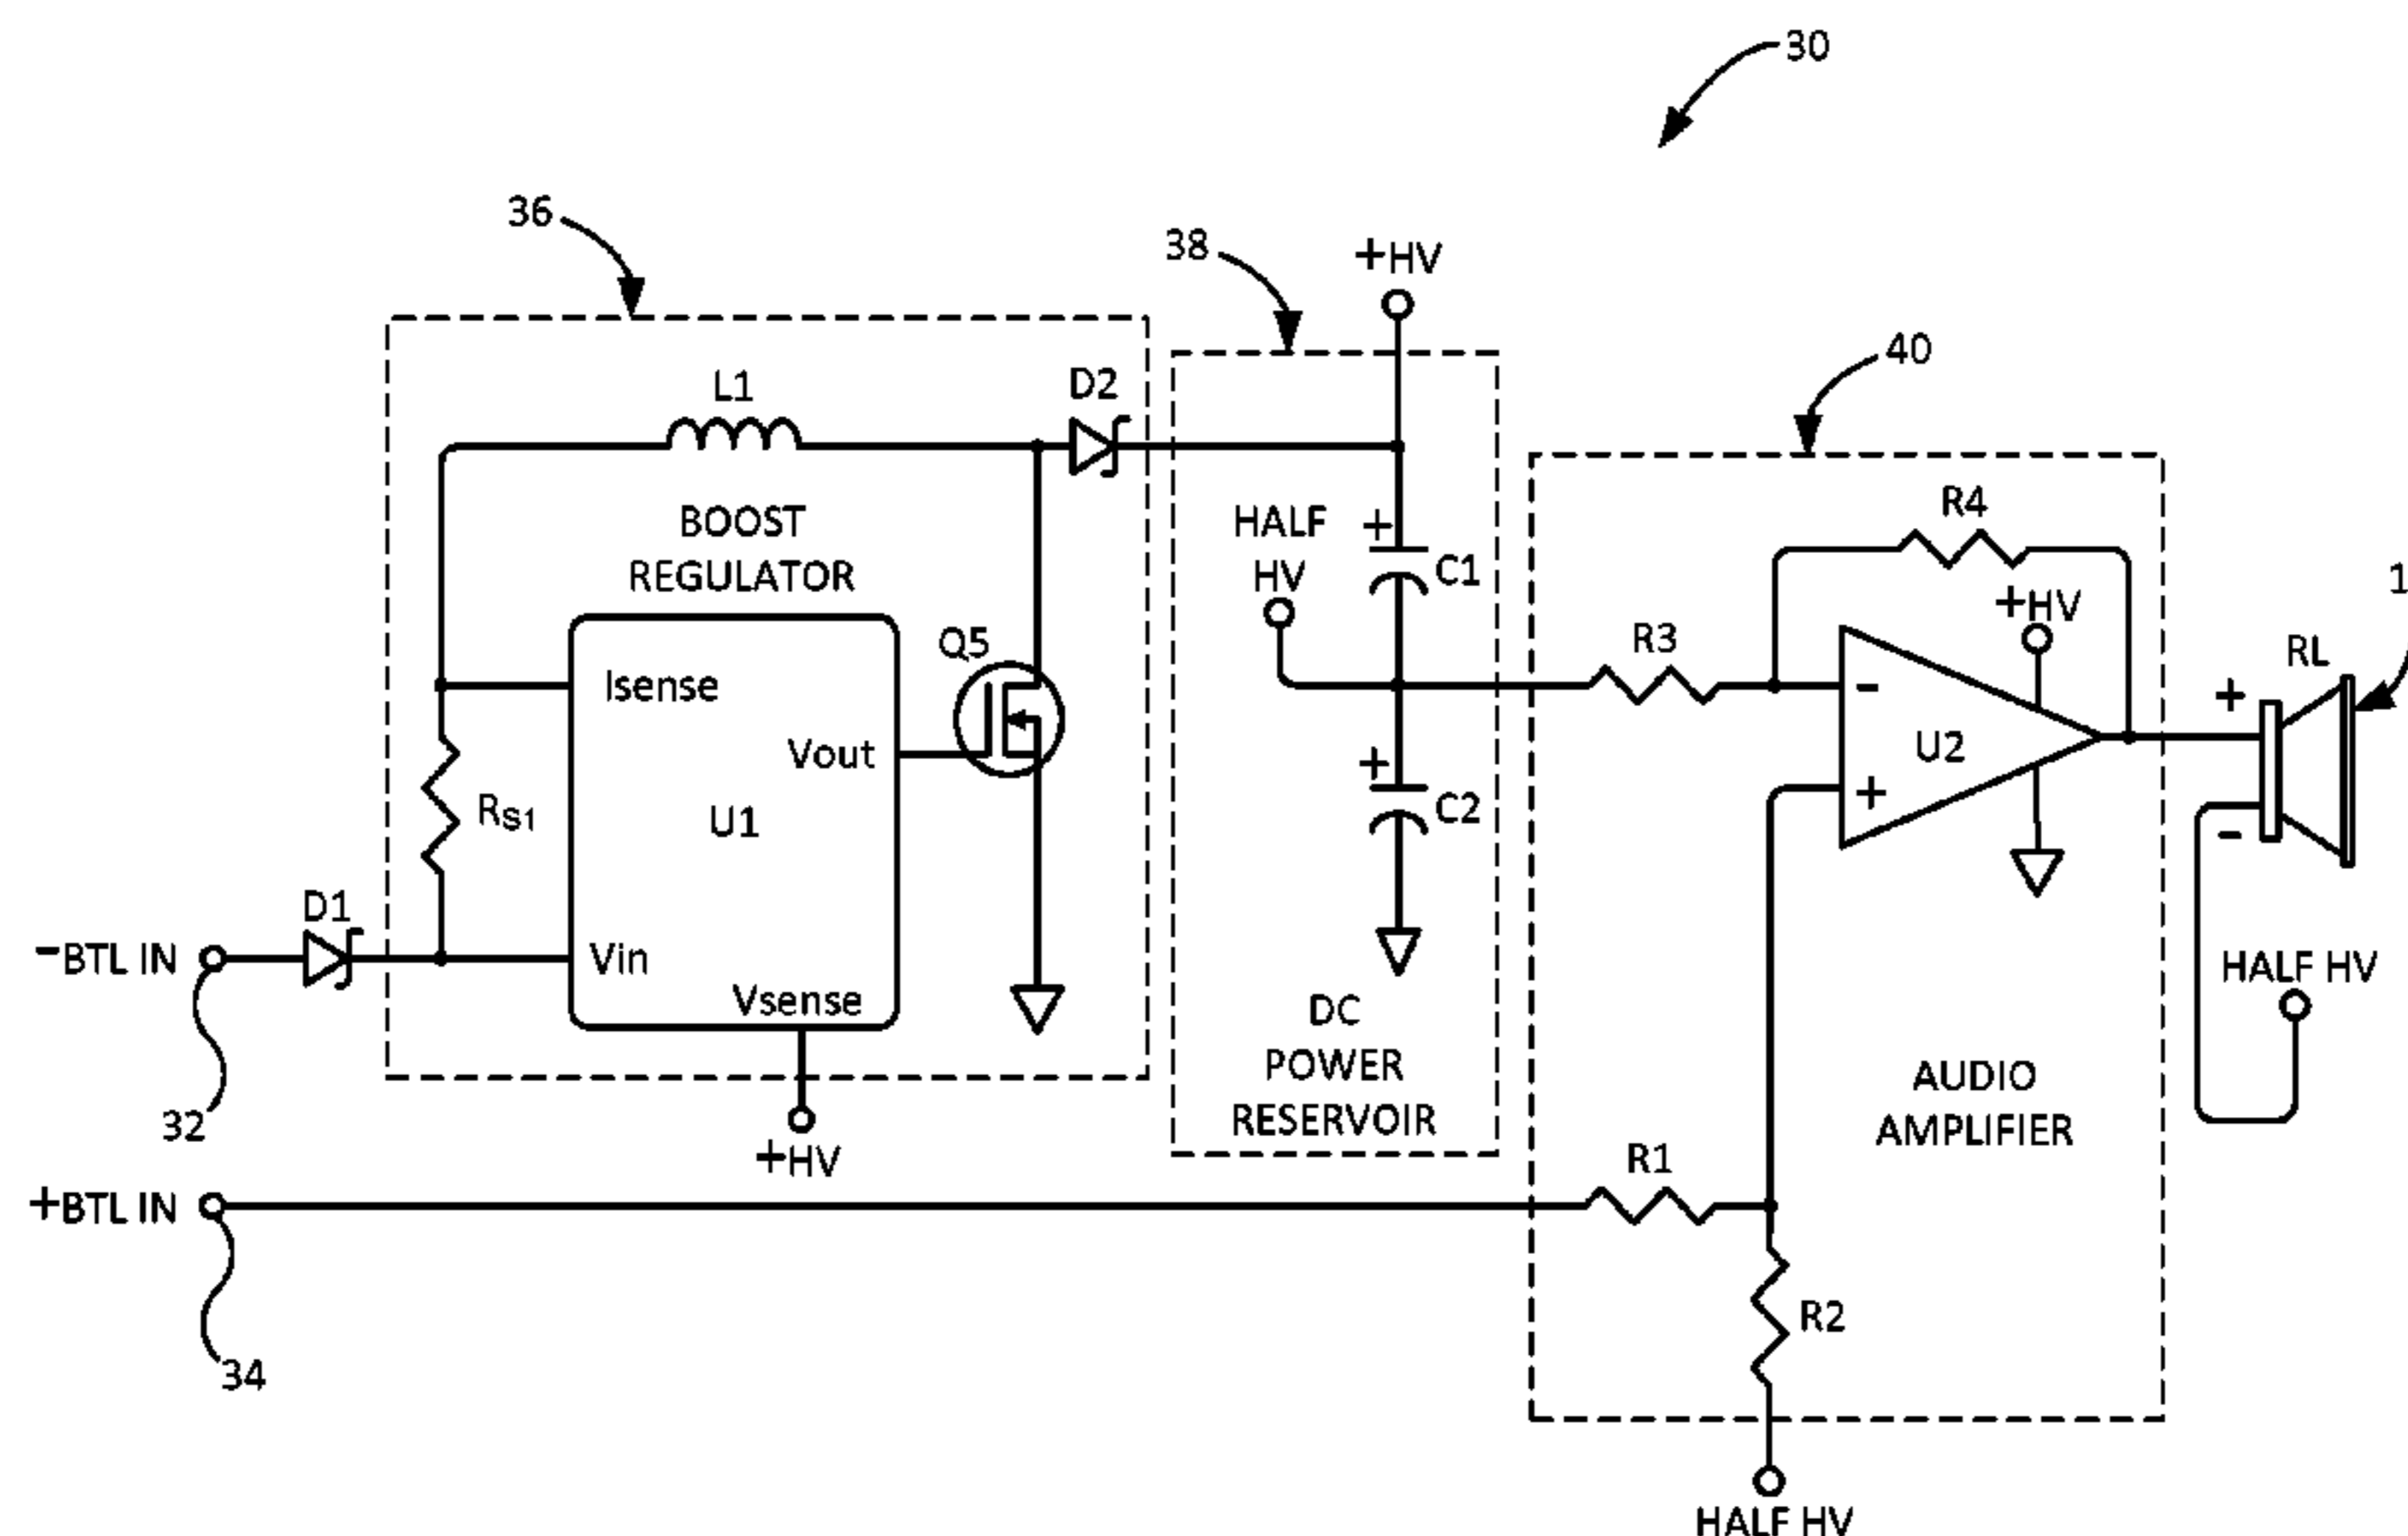 30
36
38
+HV
40
L1
D2
BOOST
REGULATOR
HALF
HV
+
C1
R4
+HV
R3
RL
1
Q5
Isense
-
+
Vout
U2
RS1
U1
+
C2
+
-
D1
-BTL IN
Vin
HALF HV
Vsense
DC
POWER
RESERVOIR
AUDIO
AMPLIFIER
32
+HV
R1
+BTL IN
R2
34
HALF HV